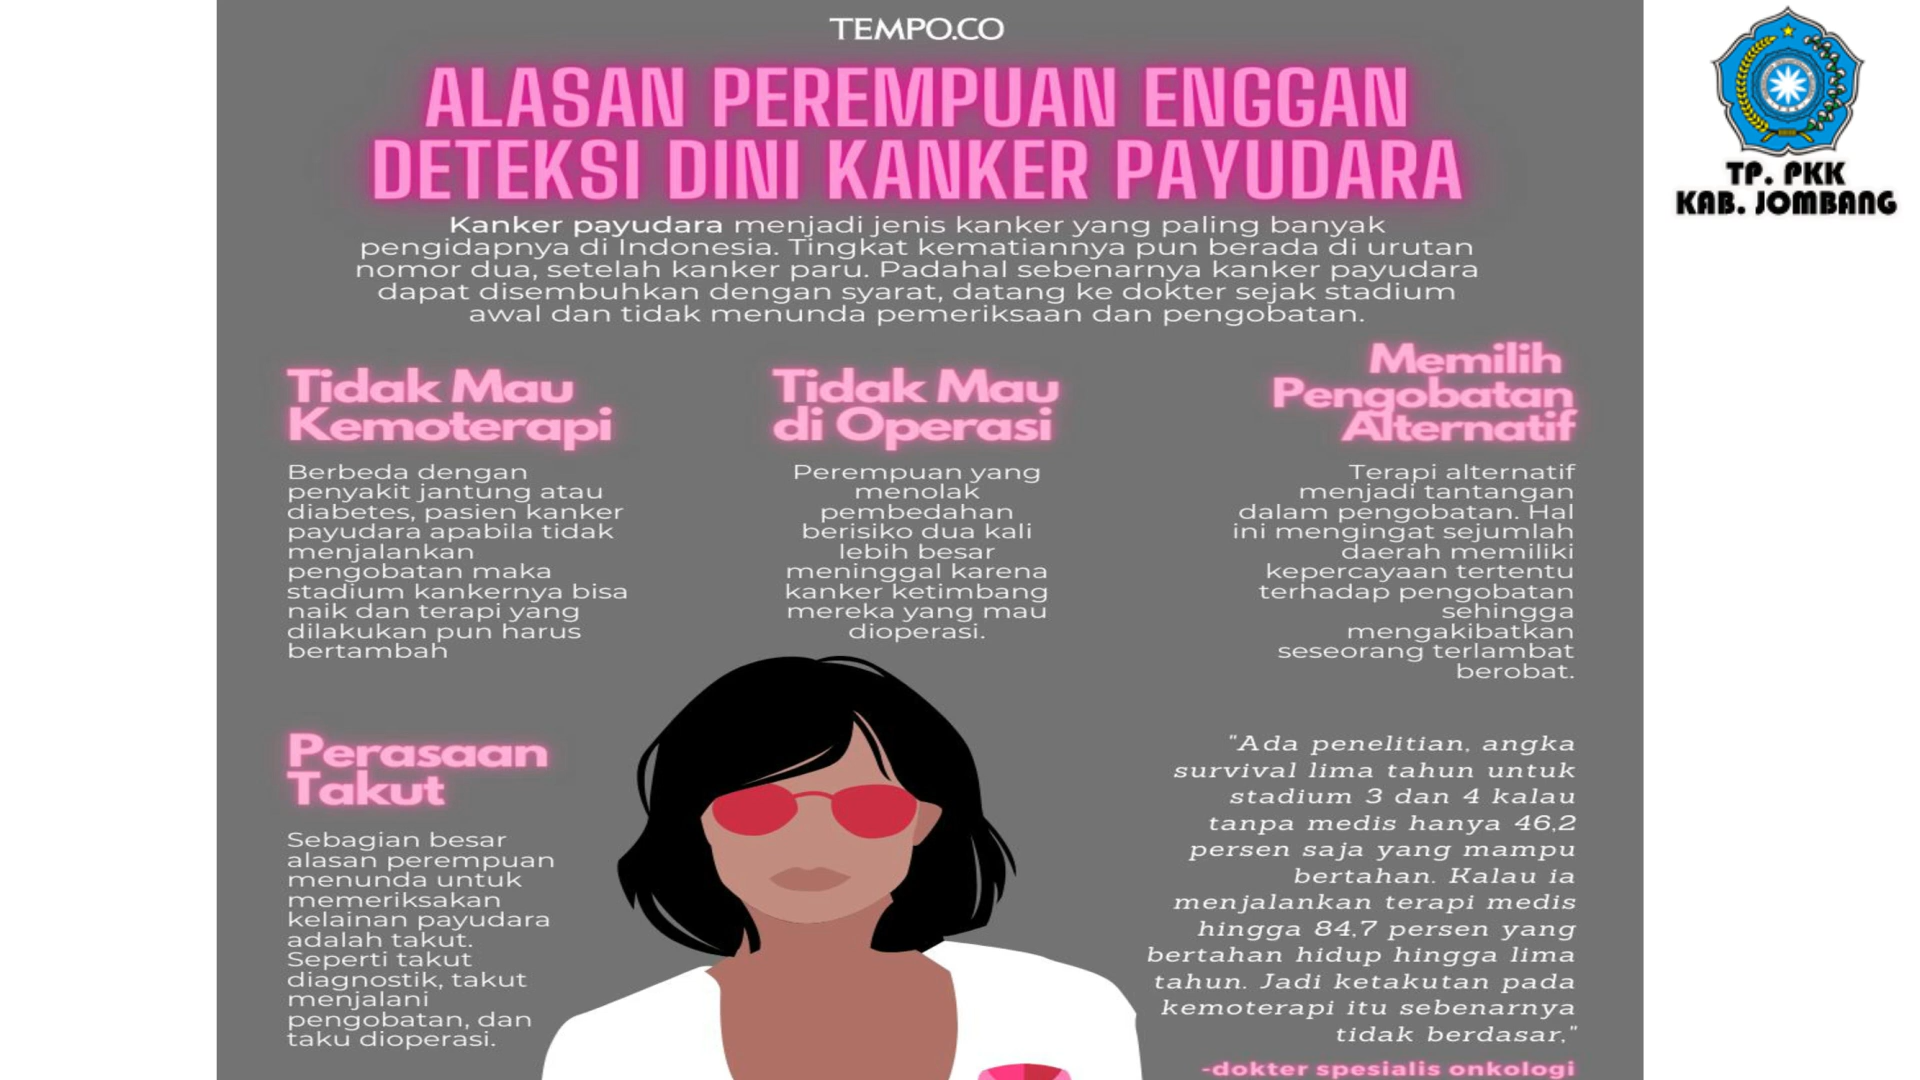 TEMPO.CO
ALASAN PEREMPUAN ENGGAN
DETEKSI DINI KANKER PAYUDARA
Kanker payudara menjadi jenis kanker yang paling banyak
pengidapnya di Indonesia. Tingkat kematiannya pun berada di urutan
nomor dua, setelah kanker paru. Padahal sebenarnya kanker payudara
dapat disembuhkan dengan syarat, datang ke dokter sejak stadium
awal dan tidak menunda pemeriksaan dan pengobatan.
Tidak Mau
Kemoterapi
Berbeda dengan
penyakit jantung atau
diabetes, pasien kanker
payudara apabila tidak
menjalankan
pengobatan maka
stadium kankernya bisa
naik dan terapi yang
dilakukan pun harus
bertambah
Tidak Mau
di Operasi
Perempuan yang
menolak
pembedahan
berisiko dua kali
lebih besar
meninggal karena
kanker ketimbang
mereka yang mau
dioperasi.
Memilih
Pengobatan
Alternatif
Terapi alternatif
menjadi tantangan
dalam pengobatan. Hal
ini mengingat sejumlah
daerah memiliki
kepercayaan tertentu
terhadap pengobatan
sehingga
mengakibatkan
seseorang terlambat
berobat.
Perasaan
Takut
Sebagian besar
alasan perempuan
menunda untuk
memeriksakan
kelainan payudara
adalah takut.
Seperti takut
diagnostik, takut
menjalani
pengobatan, dan
taku dioperasi.
"Ada penelitian, angka
survival lima tahun untuk
stadium 3 dan 4 kalau
tanpa medis hanya 46,2
persen saja yang mampu
bertahan. Kalau ia
menjalankan terapi medis
hingga 84,7 persen yang
bertahan hidup hingga lima
tahun. Jadi ketakutan pada
kemoterapi itu sebenarnya
tidak berdasar,"
-dokter spesialis onkologi
TP. PKK
KAB. JOMBANG